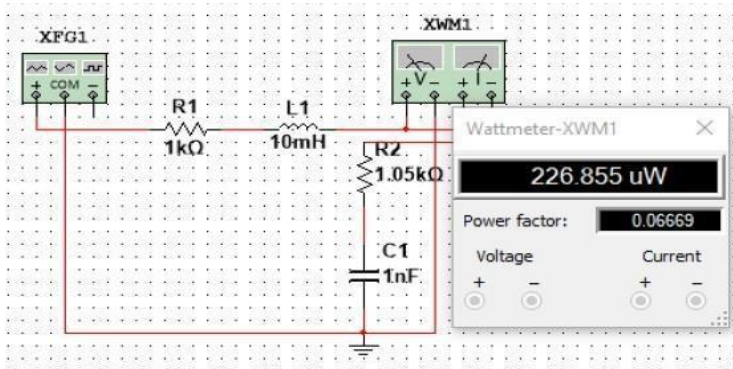 XFG1
XWM1
COM
+ -
+ V - + I -
R1
1kΩ
L1
10mH
R2
1.05kΩ
C1
1nF
Wattmeter-XWM1
226.855 uW
Power factor: 0.06669
Voltage Current
+ - + -